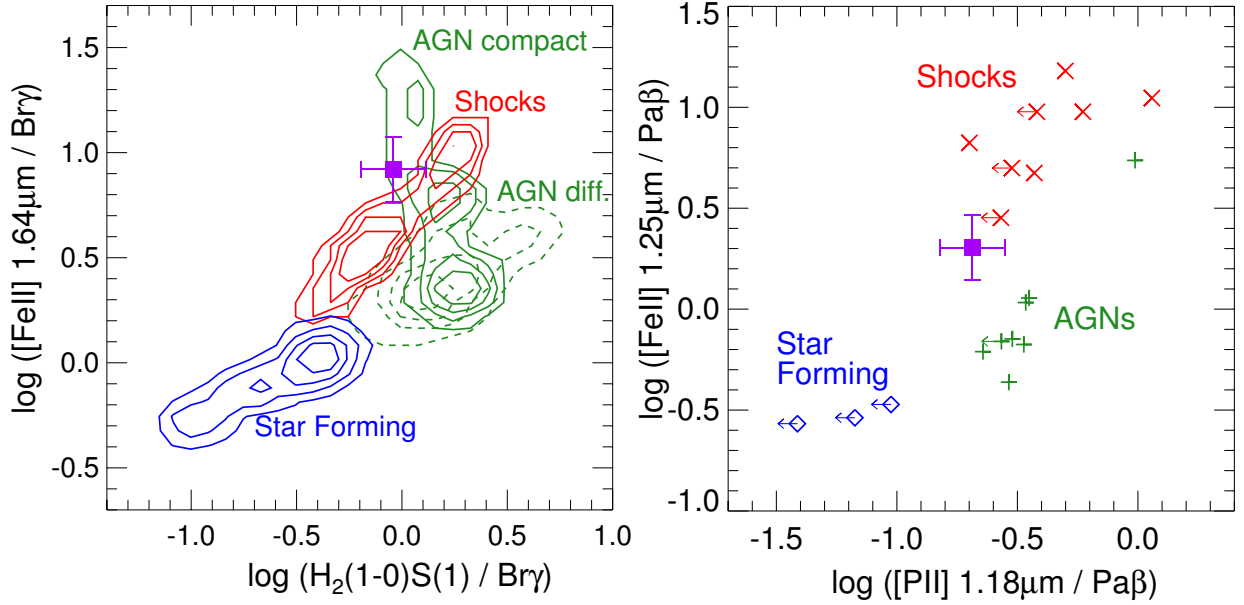 AGN compact
Shocks
AGN diff.
Star Forming
1.5
1.0
0.5
0.0
-0.5
-1.0
-0.5
0.0
0.5
1.0
log ([FeII] 1.64μm / Brγ)
log (H₂(1-0)S(1) / Brγ)
Shocks
AGNs
Star
Forming
1.5
1.0
0.5
0.0
-0.5
-1.0
-1.5
-1.0
-0.5
0.0
log ([FeII] 1.25μm / Paβ)
log ([PII] 1.18μm / Paβ)